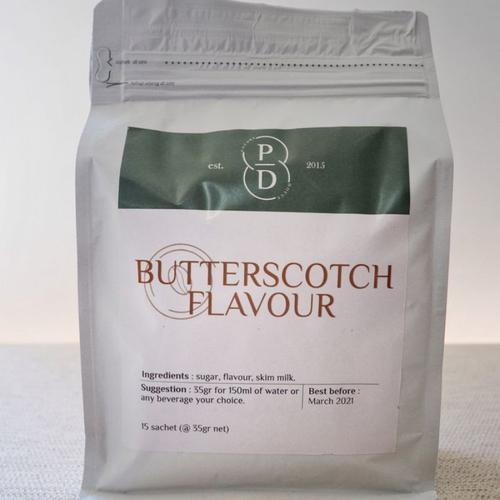 est.
P
D
2015
BUTTERSCOTCH
FLAVOUR
Ingredients : sugar, flavour, skim milk.
Suggestion : 35gr for 150ml of water or
any beverage your choice.
Best before :
March 2021
15 sachet (@ 35gr net)